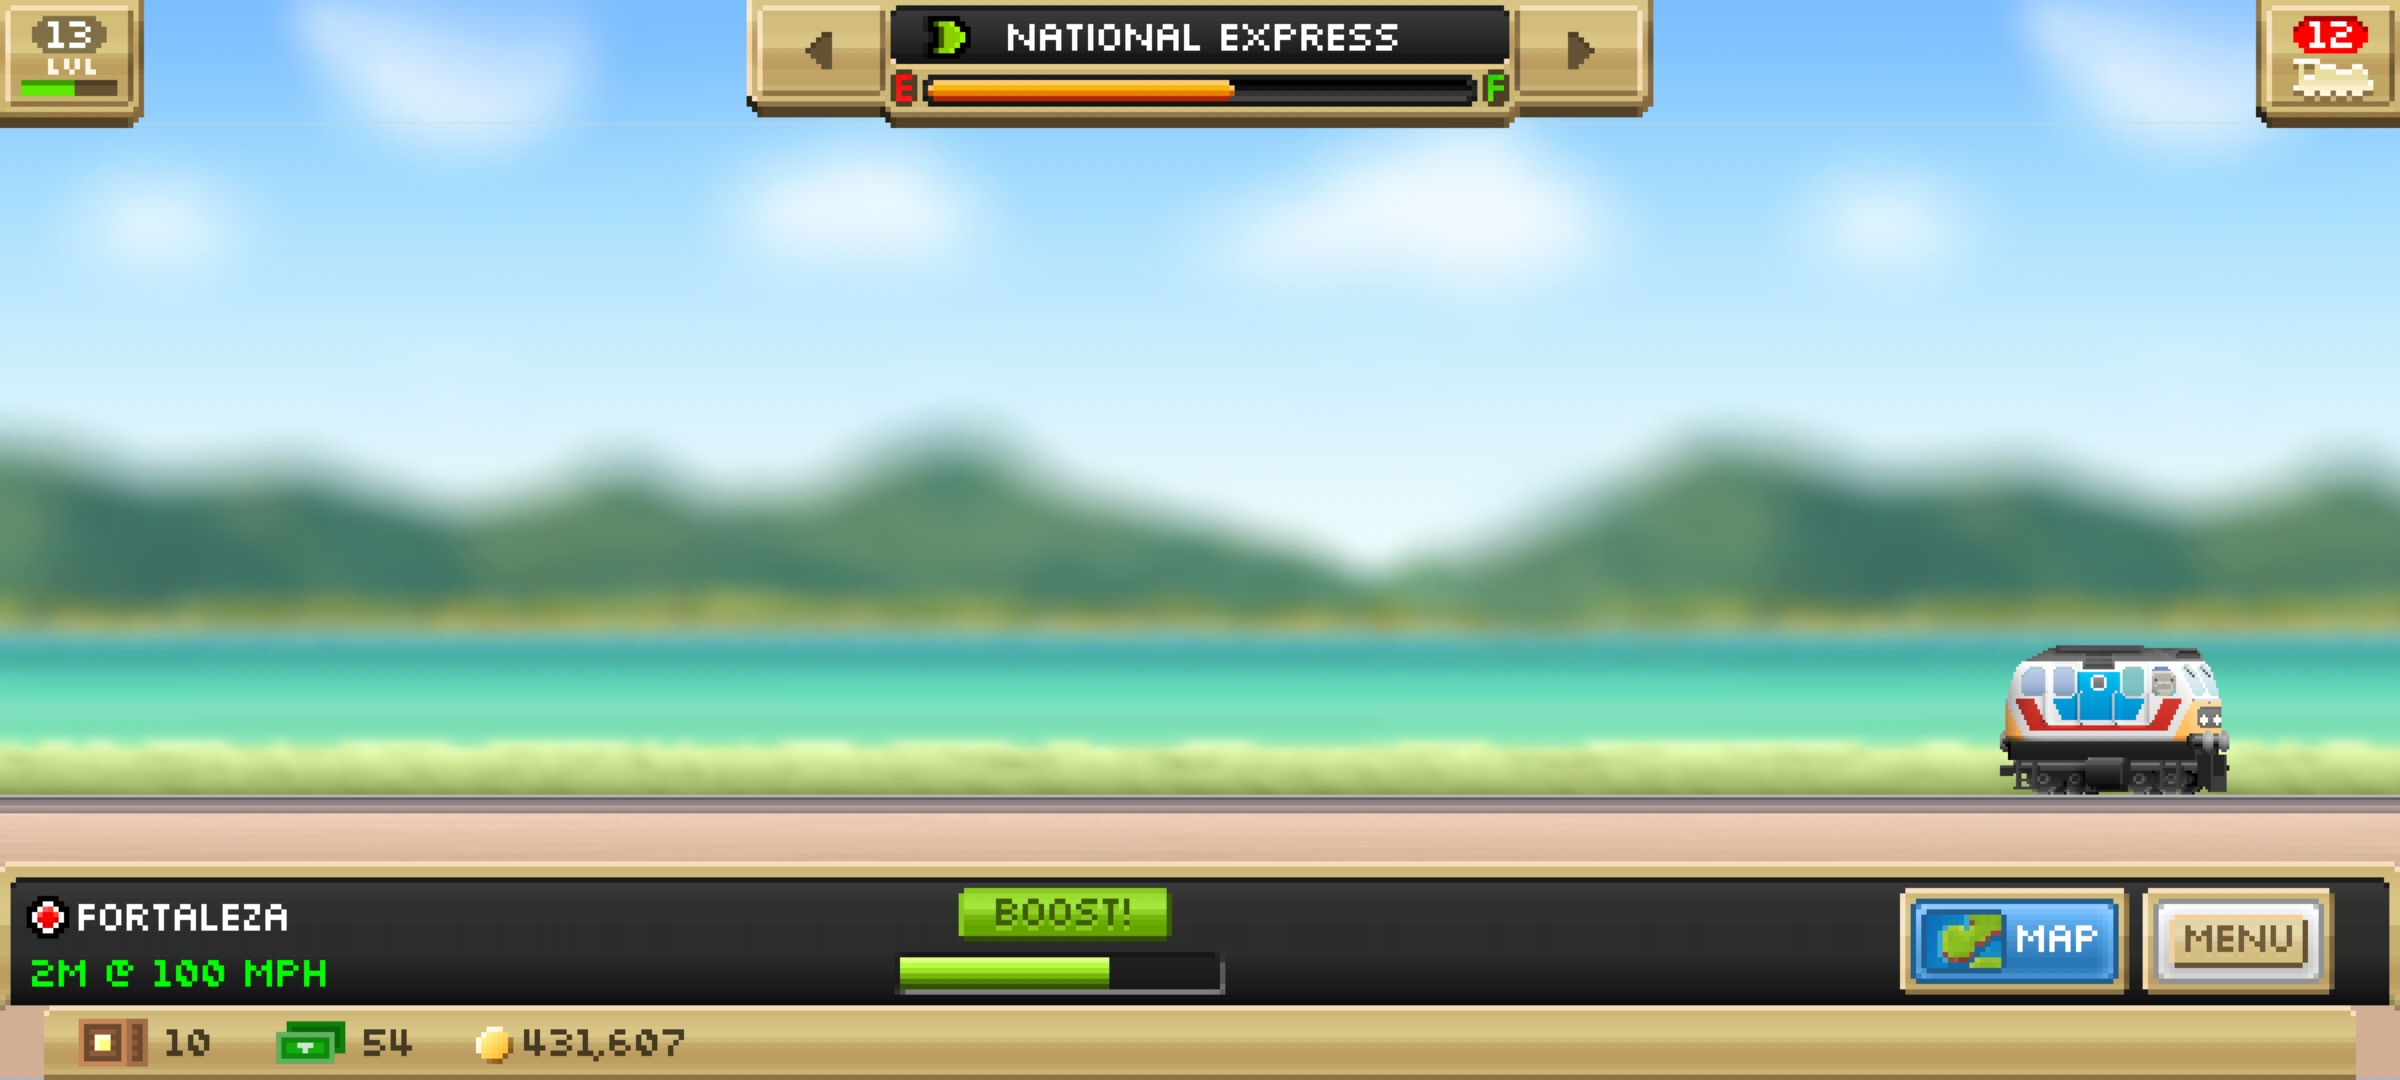 13
LVL
NATIONAL EXPRESS
E F
12
FORTALEZA
2M @ 100 MPH
BOOST!
MAP
MENU
10 54 431,607